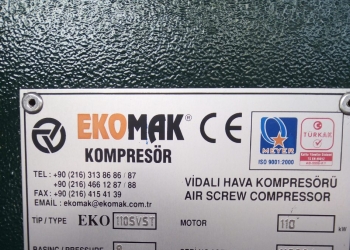 EKOMAK
KOMPRESÖR
CE
MEYER
ISO 9001:2000
TÜRKAK
TEL : +90 (216) 313 86 86 / 87
+90 (216) 466 12 87 / 88
FAX : +90 (216) 415 41 39
EMAIL : ekomak@ekomak.com.tr
VİDALI HAVA KOMPRESÖRÜ
AIR SCREW COMPRESSOR
TİP / TYPE EKO 110SVST
MOTOR 110 kW